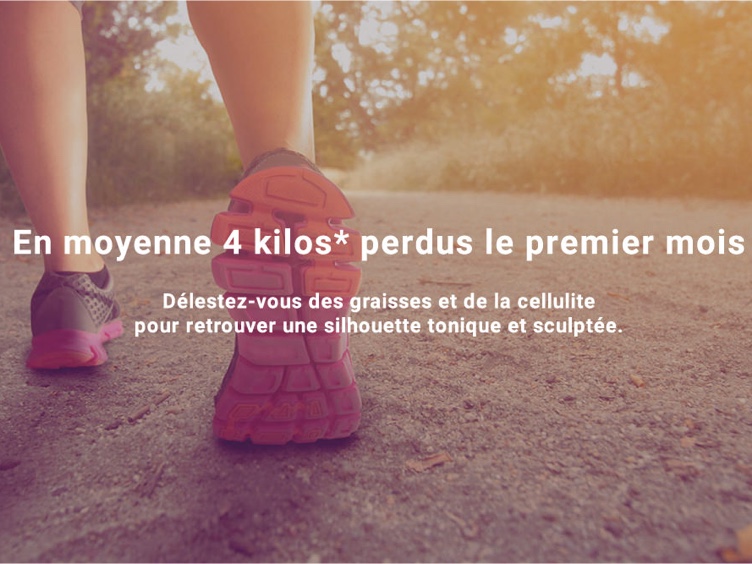 En moyenne 4 kilos* perdus le premier mois
Délestez-vous des graisses et de la cellulite
pour retrouver une silhouette tonique et sculptée.